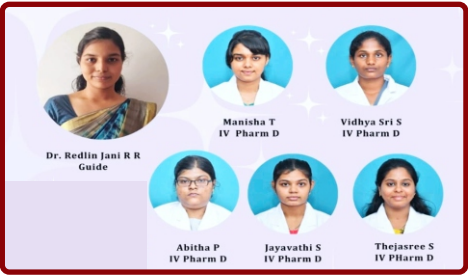 Manisha T
IV Pharm D
Vidhya Sri S
IV Pharm D
Dr. Redlin Jani R R
Guide
Abitha P
IV Pharm D
Jayavathi S
IV Pharm D
Thejasree S
IV PHarm D